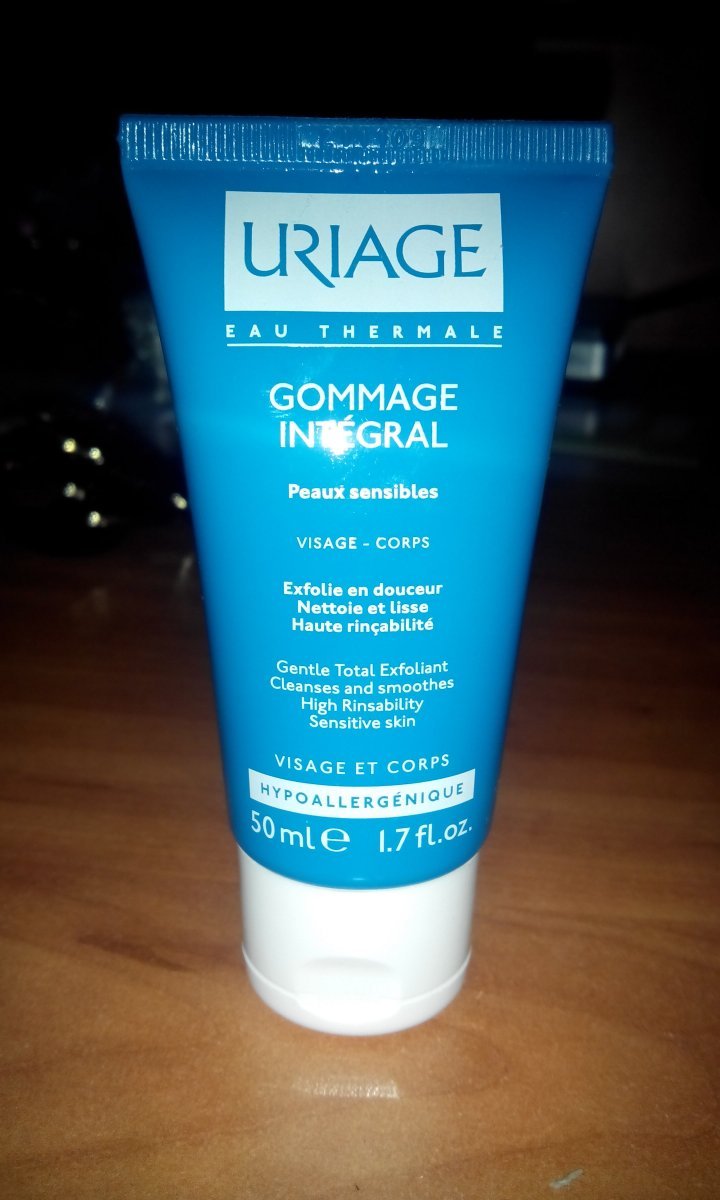 URIAGE
EAU THERMALE
GOMMAGE
INTÉGRAL
Peaux sensibles
VISAGE - CORPS
Exfolie en douceur
Nettoie et lisse
Haute rinçabilité
Gentle Total Exfoliant
Cleanses and smoothes
High Rinsability
Sensitive skin
VISAGE ET CORPS
HYPOALLERGÉNIQUE
50 ml e 1.7 fl.oz.